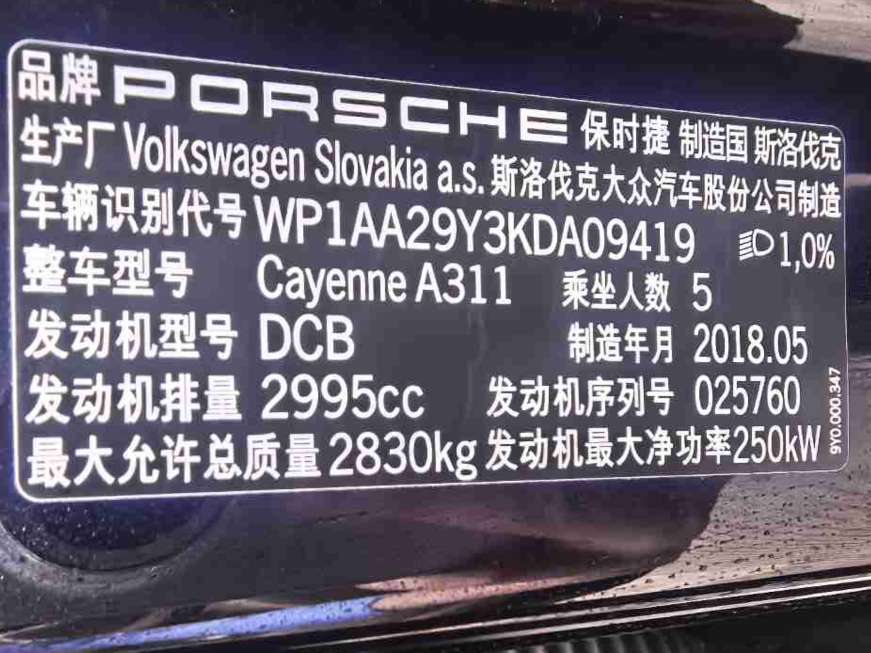 品牌 PORSCHE 保时捷 制造国 斯洛伐克
生产厂 Volkswagen Slovakia a.s. 斯洛伐克大众汽车股份公司制造
车辆识别代号 WP1AA29Y3KDA09419 1,0%
整车型号 Cayenne A311 乘坐人数 5
发动机型号 DCB 制造年月 2018.05
发动机排量 2995cc 发动机序列号 025760
最大允许总质量 2830kg 发动机最大净功率 250kW
9Y0.000.347